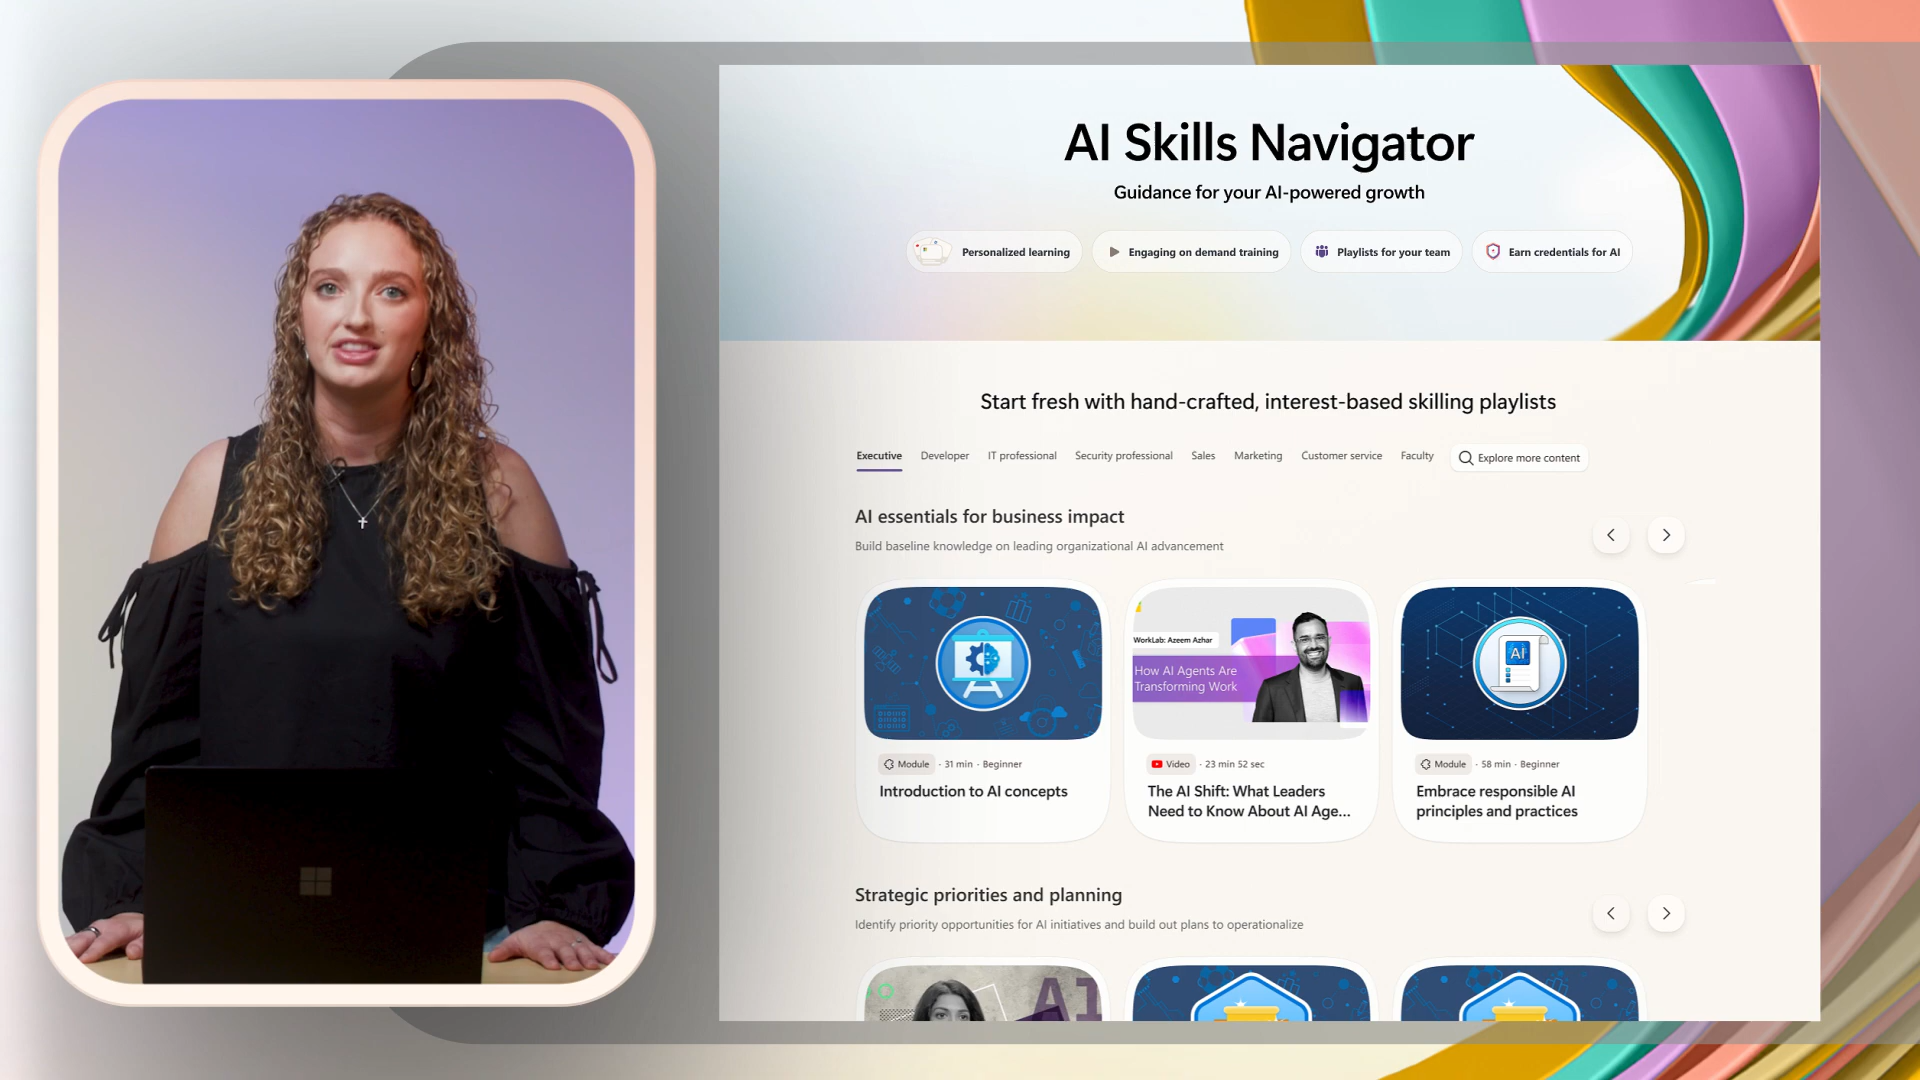 AI Skills Navigator
Guidance for your AI-powered growth
Personalized learning
Engaging on demand training
Playlists for your team
Earn credentials for AI
Start fresh with hand-crafted, interest-based skilling playlists
Executive Developer IT professional Security professional Sales Marketing Customer service Faculty Explore more content
AI essentials for business impact
Build baseline knowledge on leading organizational AI advancement
WorkLab: Azeem Azhar
How AI Agents Are
Transforming Work
AI
Module · 31 min · Beginner
Introduction to AI concepts
Video · 23 min 52 sec
The AI Shift: What Leaders
Need to Know About AI Age...
Module · 58 min · Beginner
Embrace responsible AI
principles and practices
Strategic priorities and planning
Identify priority opportunities for AI initiatives and build out plans to operationalize
AI